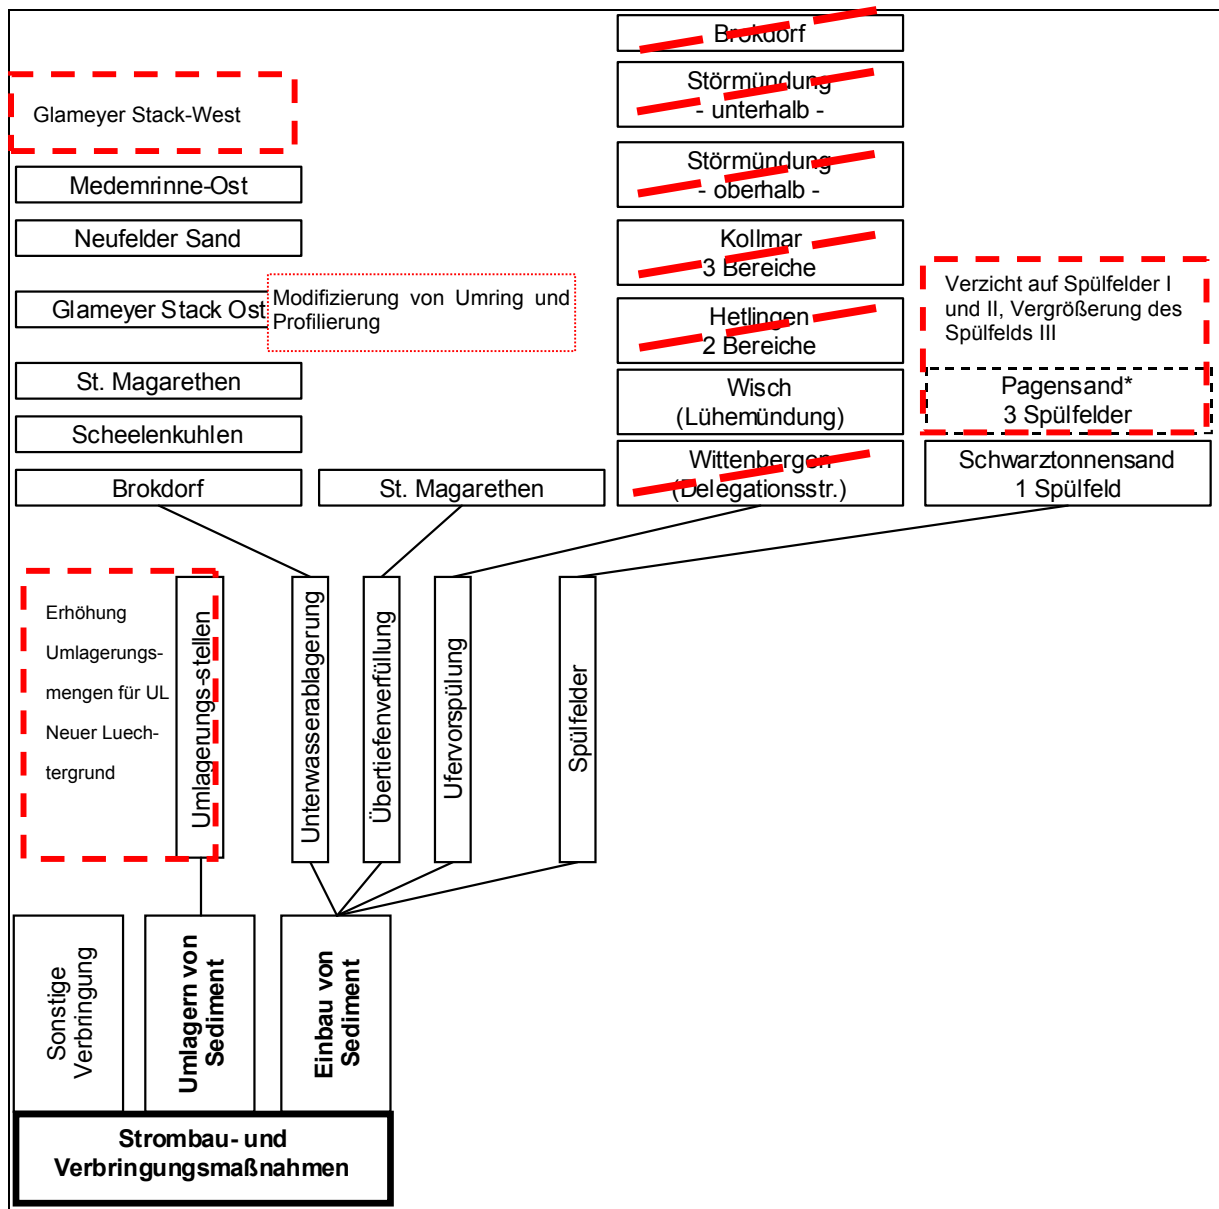 Brokdorf
Störmündung
- unterhalb -
Glameyer Stack-West
Störmündung
- oberhalb -
Medemrinne-Ost
Neufelder Sand
Kollmar
3 Bereiche
Glameyer Stack Ost
Modifizierung von Umring und
Profilierung
Hetlingen
2 Bereiche
Verzicht auf Spülfelder I
und II, Vergrößerung des
Spülfelds III
St. Magarethen
Wisch
(Lühemündung)
Pagensand*
3 Spülfelder
Scheelenkuhlen
Brokdorf
St. Magarethen
Wittenbergen
(Delegationsstr.)
Schwarztonnensand
1 Spülfeld
Erhöhung
Umlagerungs-
mengen für UL
Neuer Luech-
tergrund
Umlagerungs-stellen
Unterwasserablagerung
Übertiefenverfüllung
Ufervorspülung
Spülfelder
Sonstige
Verbringung
Umlagern von
Sediment
Einbau von
Sediment
Strombau- und
Verbringungsmaßnahmen